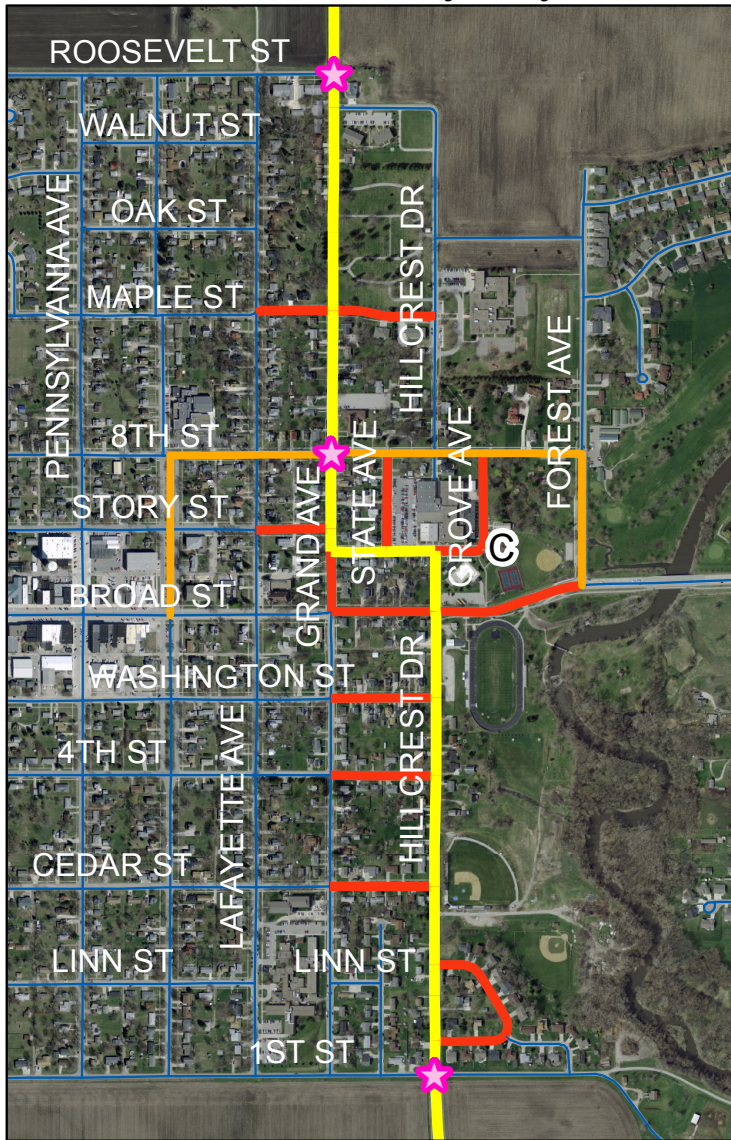 ROOSEVELT ST
WALNUT ST
PENNSYLVANIA AVE
OAK ST
HILLCREST DR
MAPLE ST
FOREST AVE
8TH ST
STORY ST
GRAND AVE
STATE AVE
GROVE AVE
C
BROAD ST
WASHINGTON ST
HILLCREST DR
4TH ST
LAFAYETTE AVE
CEDAR ST
LINN ST
LINN ST
1ST ST